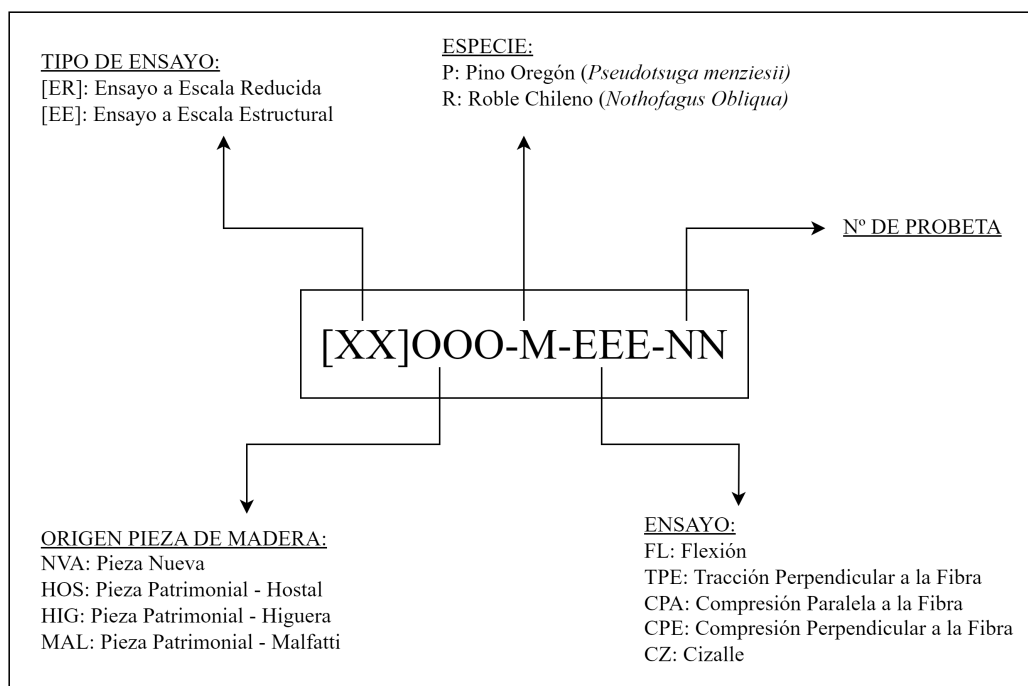 TIPO DE ENSAYO:
[ER]: Ensayo a Escala Reducida
[EE]: Ensayo a Escala Estructural
ESPECIE:
P: Pino Oregón (Pseudotsuga menziesii)
R: Roble Chileno (Nothofagus Obliqua)
Nº DE PROBETA
[XX]OOO-M-EEE-NN
ORIGEN PIEZA DE MADERA:
NVA: Pieza Nueva
HOS: Pieza Patrimonial - Hostal
HIG: Pieza Patrimonial - Higuera
MAL: Pieza Patrimonial - Malfatti
ENSAYO:
FL: Flexión
TPE: Tracción Perpendicular a la Fibra
CPA: Compresión Paralela a la Fibra
CPE: Compresión Perpendicular a la Fibra
CZ: Cizalle